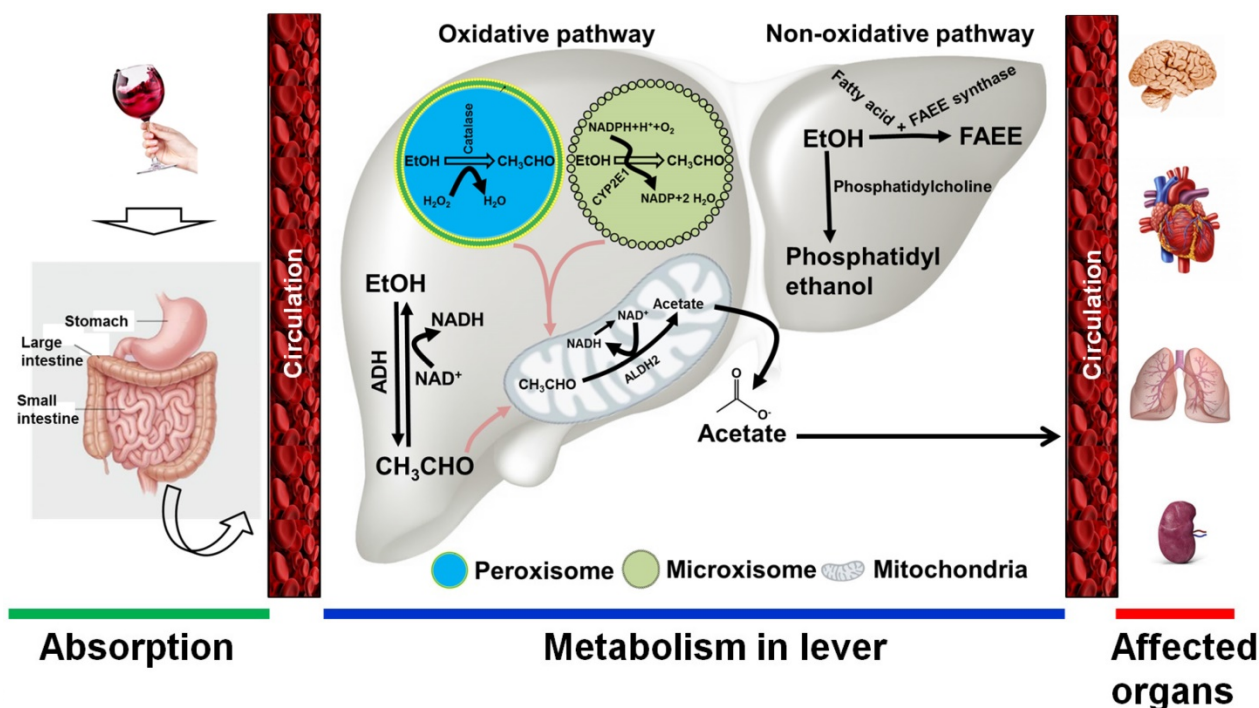 Oxidative pathway
Non-oxidative pathway
Circulation
Stomach
Large
intestine
Small
intestine
Catalase
EtOH
CH₃CHO
H₂O₂
H₂O
NADPH+H⁺+O₂
EtOH
CH₃CHO
CYP2E1
NADP+2 H₂O
Fatty acid + FAEE synthase
EtOH
FAEE
Phosphatidylcholine
Phosphatidyl
ethanol
EtOH
NADH
ADH
NAD⁺
CH₃CHO
Acetate
NAD⁺
NADH
ALDH2
CH₃CHO
O
O⁻
Acetate
Circulation
Peroxisome
Microxisome
Mitochondria
Absorption
Metabolism in lever
Affected
organs